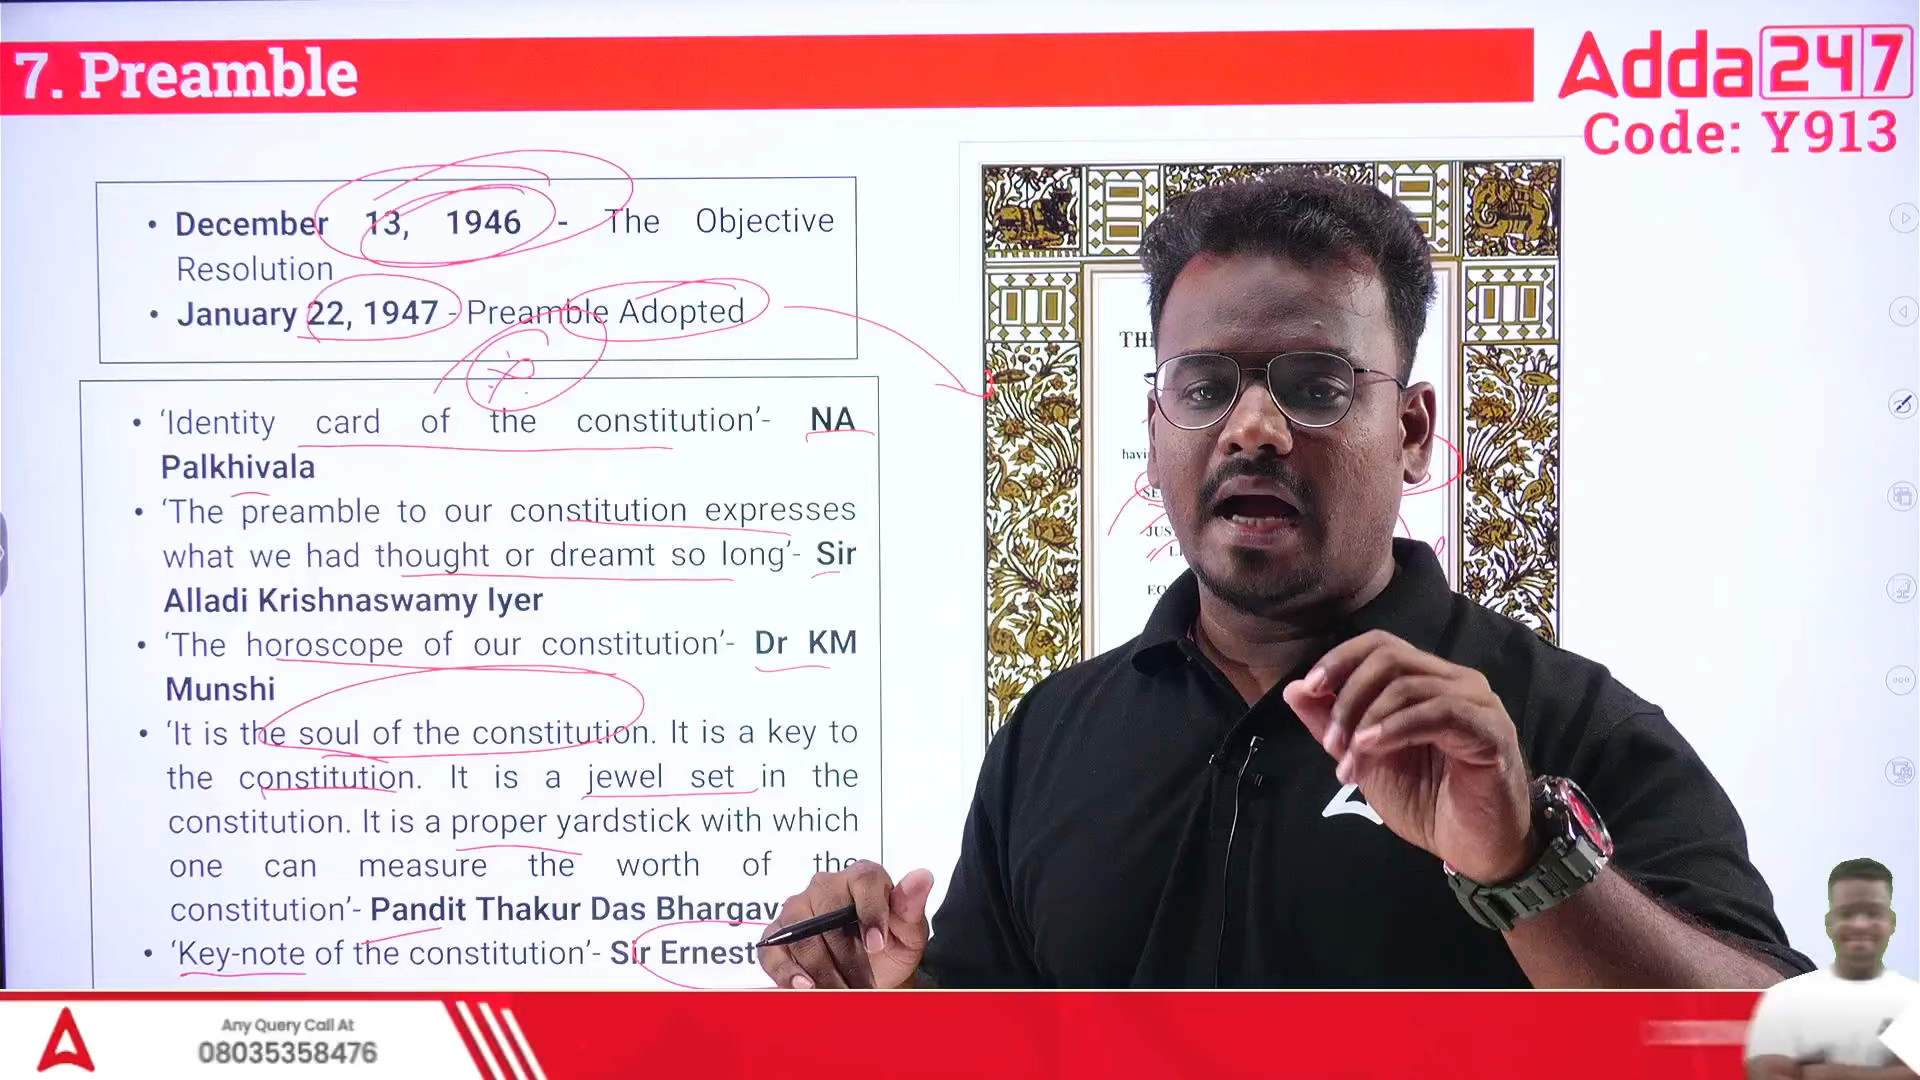 7. Preamble
Adda247
Code: Y913
• December 13, 1946 - The Objective
Resolution
• January 22, 1947 - Preamble Adopted
• ‘Identity card of the constitution’- NA
Palkhivala
• ‘The preamble to our constitution expresses
what we had thought or dreamt so long’- Sir
Alladi Krishnaswamy Iyer
• ‘The horoscope of our constitution’- Dr KM
Munshi
• ‘It is the soul of the constitution. It is a key to
the constitution. It is a jewel set in the
constitution. It is a proper yardstick with which
one can measure the worth of the
constitution’- Pandit Thakur Das Bhargav
• ‘Key-note of the constitution’- Sir Ernest
Any Query Call At
08035358476